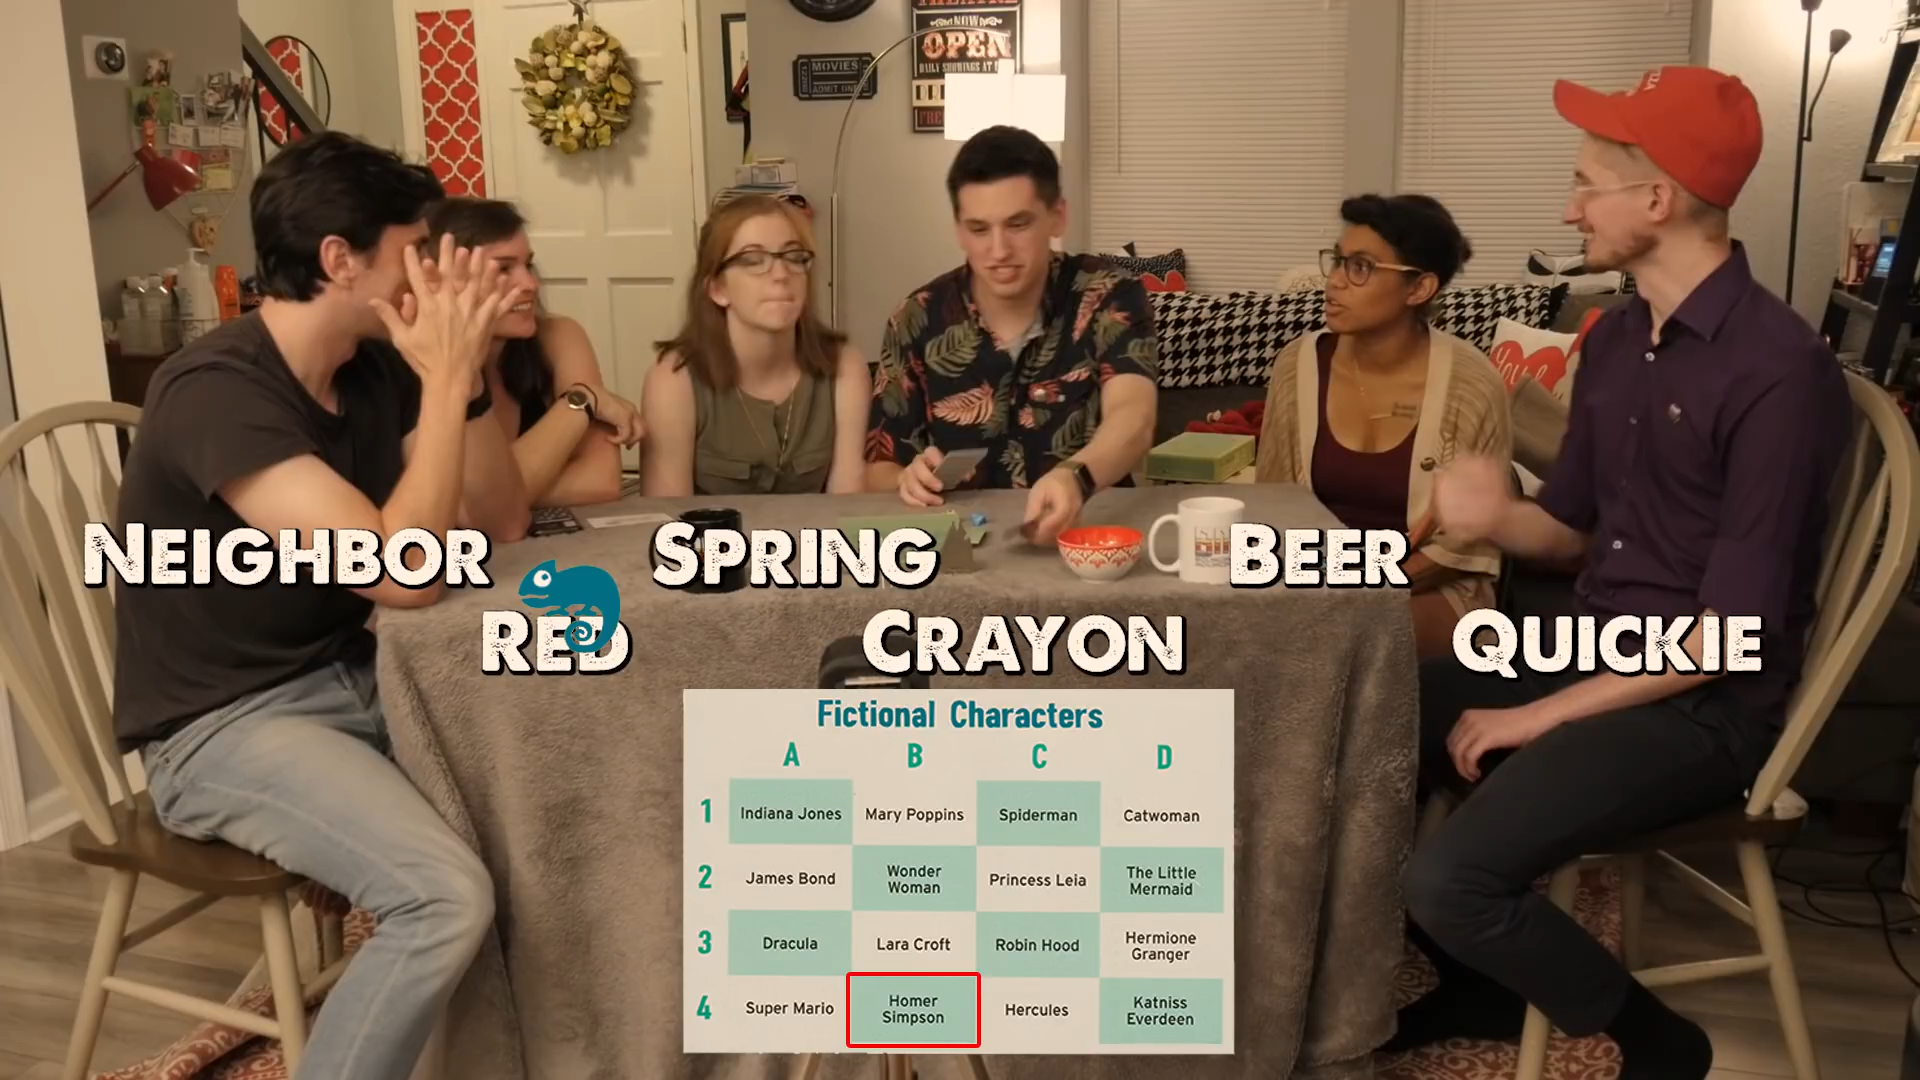 MOVIES
ADMIT ONE
THEATRE
NOW
OPEN
DAILY SHOWINGS AT
NEIGHBOR
SPRING
BEER
RED
CRAYON
QUICKIE
Fictional Characters
A B C D
1 Indiana Jones Mary Poppins Spiderman Catwoman
2 James Bond Wonder Woman Princess Leia The Little Mermaid
3 Dracula Lara Croft Robin Hood Hermione Granger
4 Super Mario Homer Simpson Hercules Katniss Everdeen